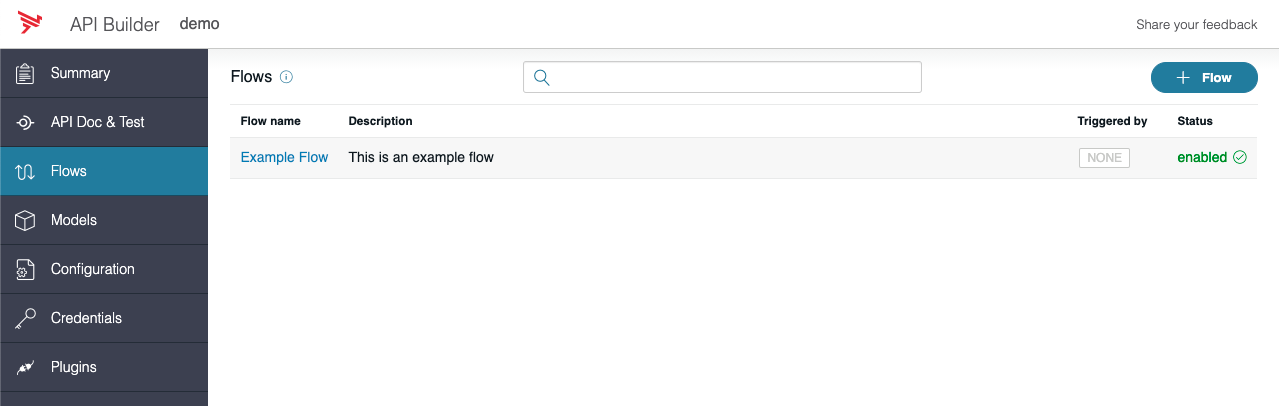 API Builder demo
Share your feedback
Summary
API Doc & Test
Flows
Models
Configuration
Credentials
Plugins
Flows
Flow
Flow name Description Triggered by Status
Example Flow This is an example flow NONE enabled